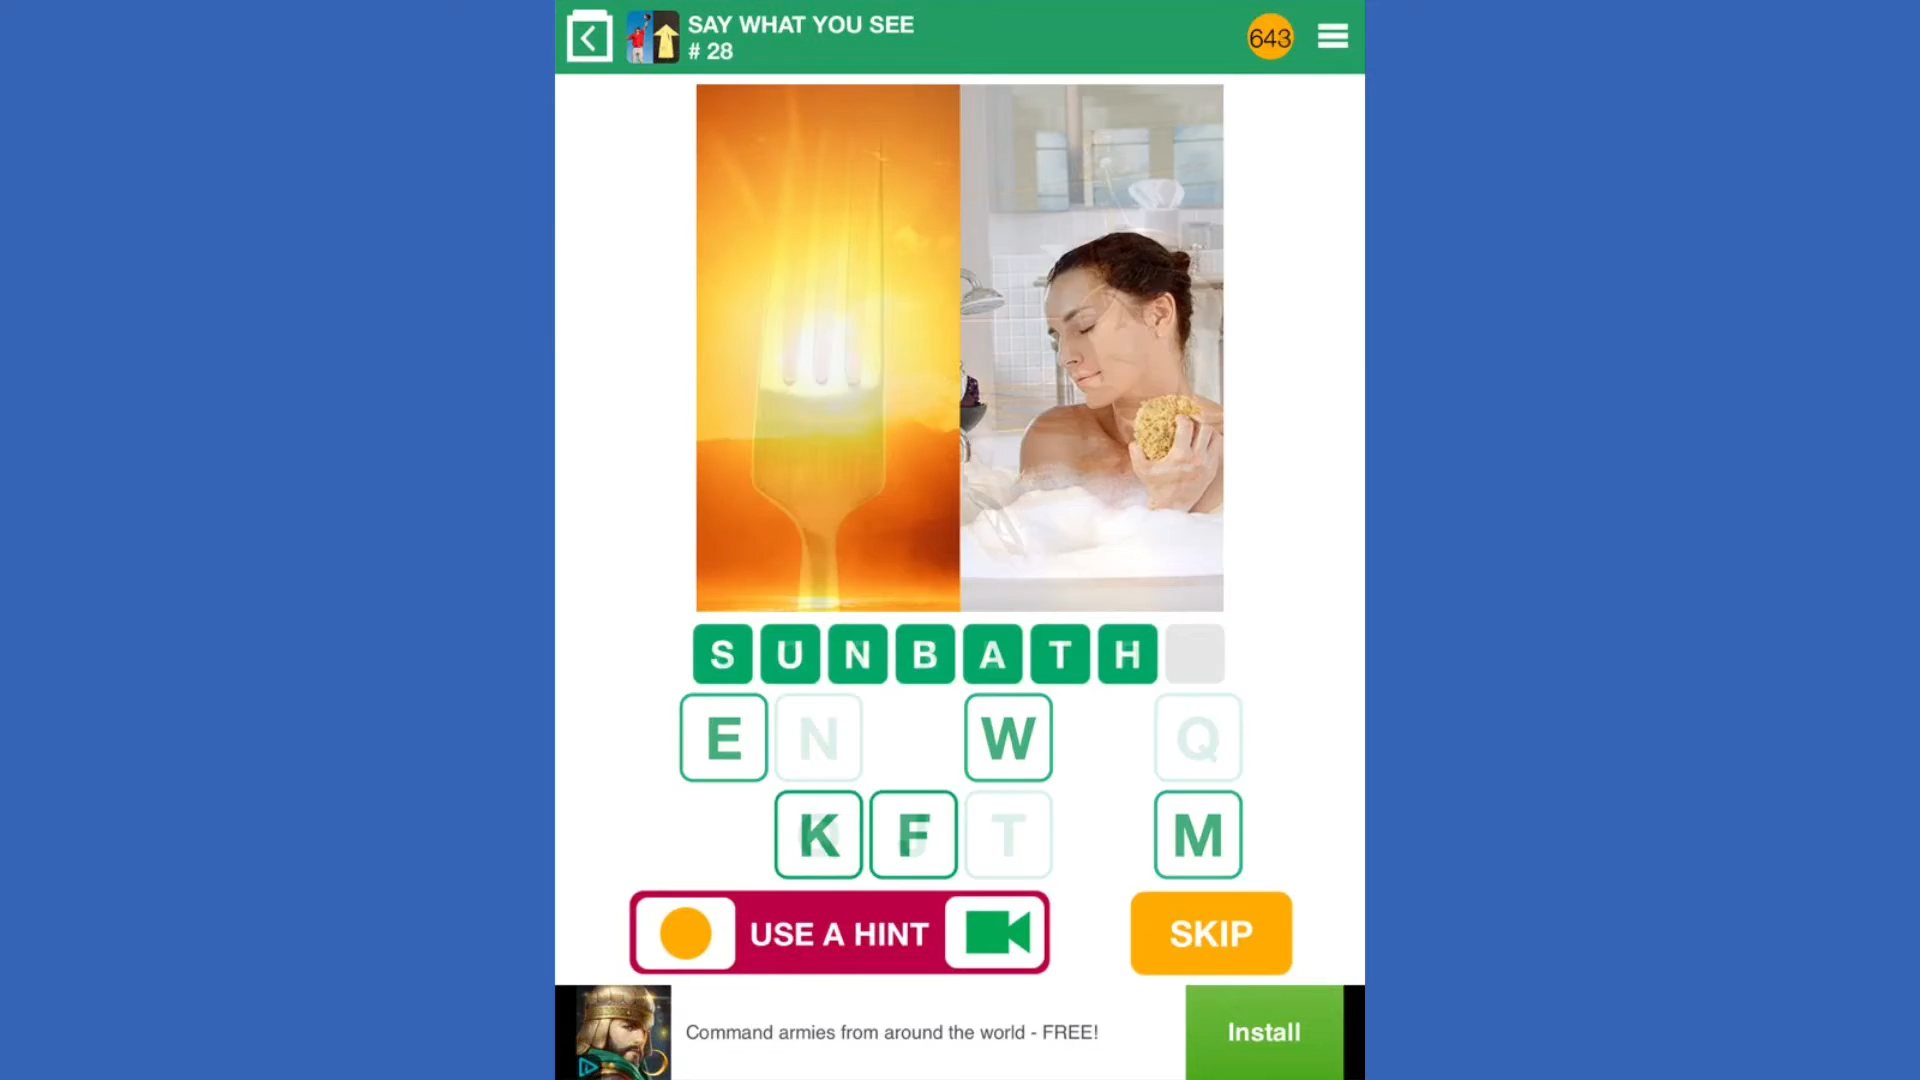 SAY WHAT YOU SEE
# 28
643
S U N B A T H
E N W Q
K F T M
USE A HINT
SKIP
Command armies from around the world - FREE!
Install